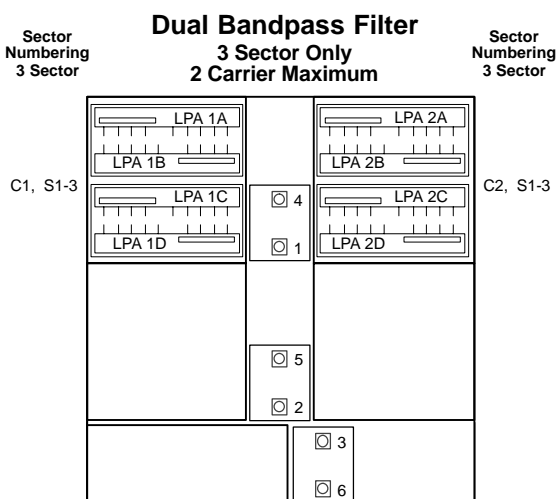 Dual Bandpass Filter
3 Sector Only
2 Carrier Maximum
Sector
Numbering
3 Sector
Sector
Numbering
3 Sector
C1, S1-3
LPA 1A
LPA 1B
LPA 1C
LPA 1D
4
1
5
2
3
6
LPA 2A
LPA 2B
LPA 2C
LPA 2D
C2, S1-3